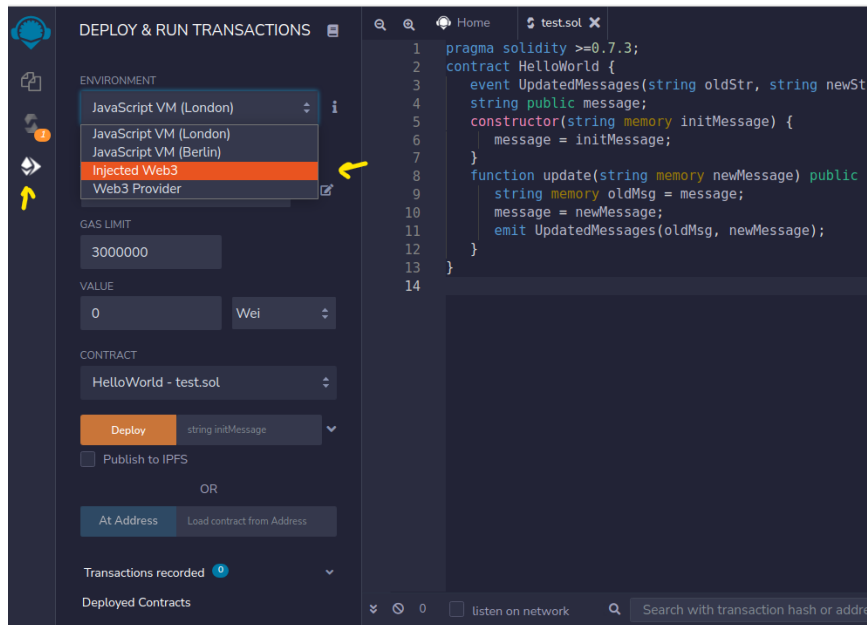 DEPLOY & RUN TRANSACTIONS
ENVIRONMENT
JavaScript VM (London)
i
JavaScript VM (London)
JavaScript VM (Berlin)
Injected Web3
Web3 Provider
GAS LIMIT
3000000
VALUE
0 Wei
CONTRACT
HelloWorld - test.sol
Deploy string initMessage
Publish to IPFS
OR
At Address Load contract from Address
Transactions recorded 0
Deployed Contracts
1
Home test.sol
1 pragma solidity >=0.7.3;
2 contract HelloWorld {
3 event UpdatedMessages(string oldStr, string newSt
4 string public message;
5 constructor(string memory initMessage) {
6 message = initMessage;
7 }
8 function update(string memory newMessage) public
9 string memory oldMsg = message;
10 message = newMessage;
11 emit UpdatedMessages(oldMsg, newMessage);
12 }
13 }
14
0 listen on network Search with transaction hash or addre